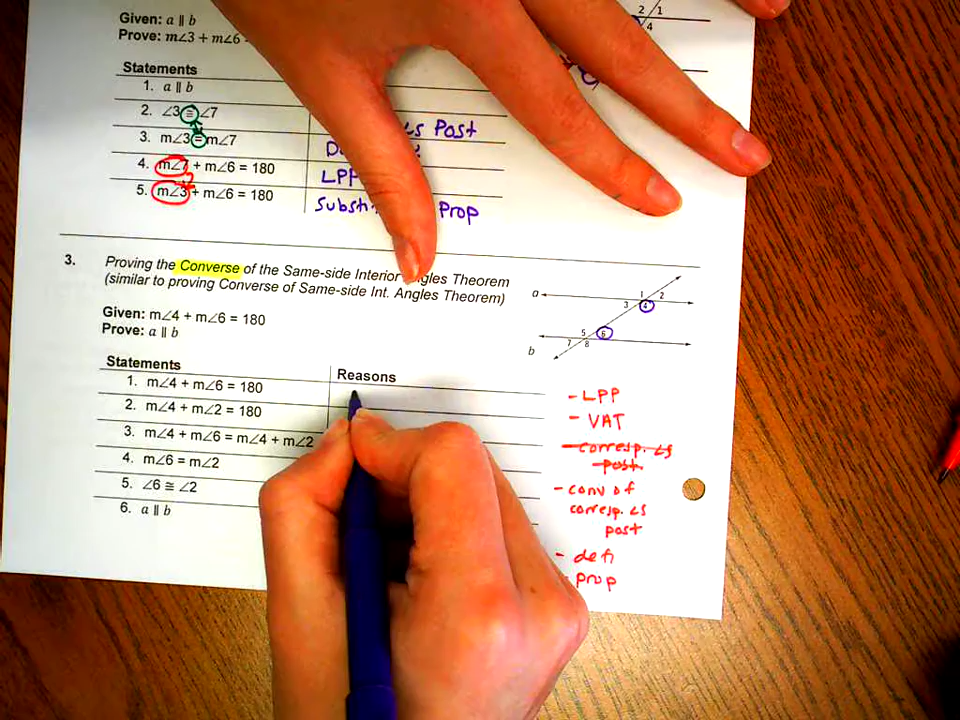 Given: a ∥ b
Prove: m∠3 + m∠6
2 1
4
Statements
1. a ∥ b
2. ∠3 ≅ ∠7
∠s Post
3. m∠3 = m∠7
4. m∠7 + m∠6 = 180
LPP
5. m∠3 + m∠6 = 180
Prop
3. Proving the Converse of the Same-side Interior Angles Theorem
(similar to proving Converse of Same-side Int. Angles Theorem)
Given: m∠4 + m∠6 = 180
Prove: a ∥ b
a 1 2
3 4
5 6
7 8
b
Statements Reasons
1. m∠4 + m∠6 = 180
2. m∠4 + m∠2 = 180
3. m∠4 + m∠6 = m∠4 + m∠2
4. m∠6 = m∠2
5. ∠6 ≅ ∠2
6. a ∥ b
- LPP
- VAT
- corresp. ∠s
post.
- conv of
corresp. ∠s
post
- def
- prop